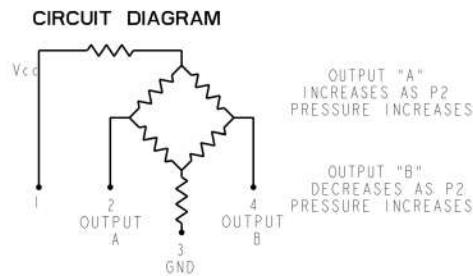 CIRCUIT DIAGRAM
Vcc
OUTPUT "A"
INCREASES AS P2
PRESSURE INCREASES
OUTPUT "B"
DECREASES AS P2
PRESSURE INCREASES
1
2
OUTPUT
A
3
GND
4
OUTPUT
B